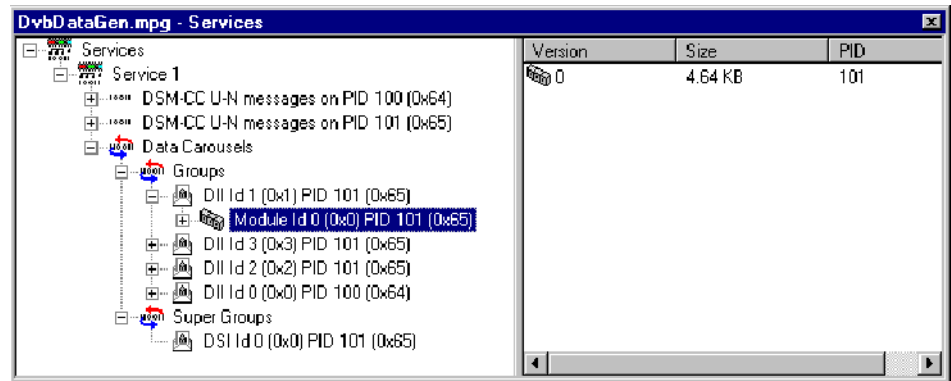 DvbDataGen.mpg - Services
Services
Service 1
DSM-CC U-N messages on PID 100 (0x64)
DSM-CC U-N messages on PID 101 (0x65)
Data Carousels
Groups
DII Id 1 (0x1) PID 101 (0x65)
Module Id 0 (0x0) PID 101 (0x65)
DII Id 3 (0x3) PID 101 (0x65)
DII Id 2 (0x2) PID 101 (0x65)
DII Id 0 (0x0) PID 100 (0x64)
Super Groups
DSI Id 0 (0x0) PID 101 (0x65)
Version Size PID
0 4.64 KB 101